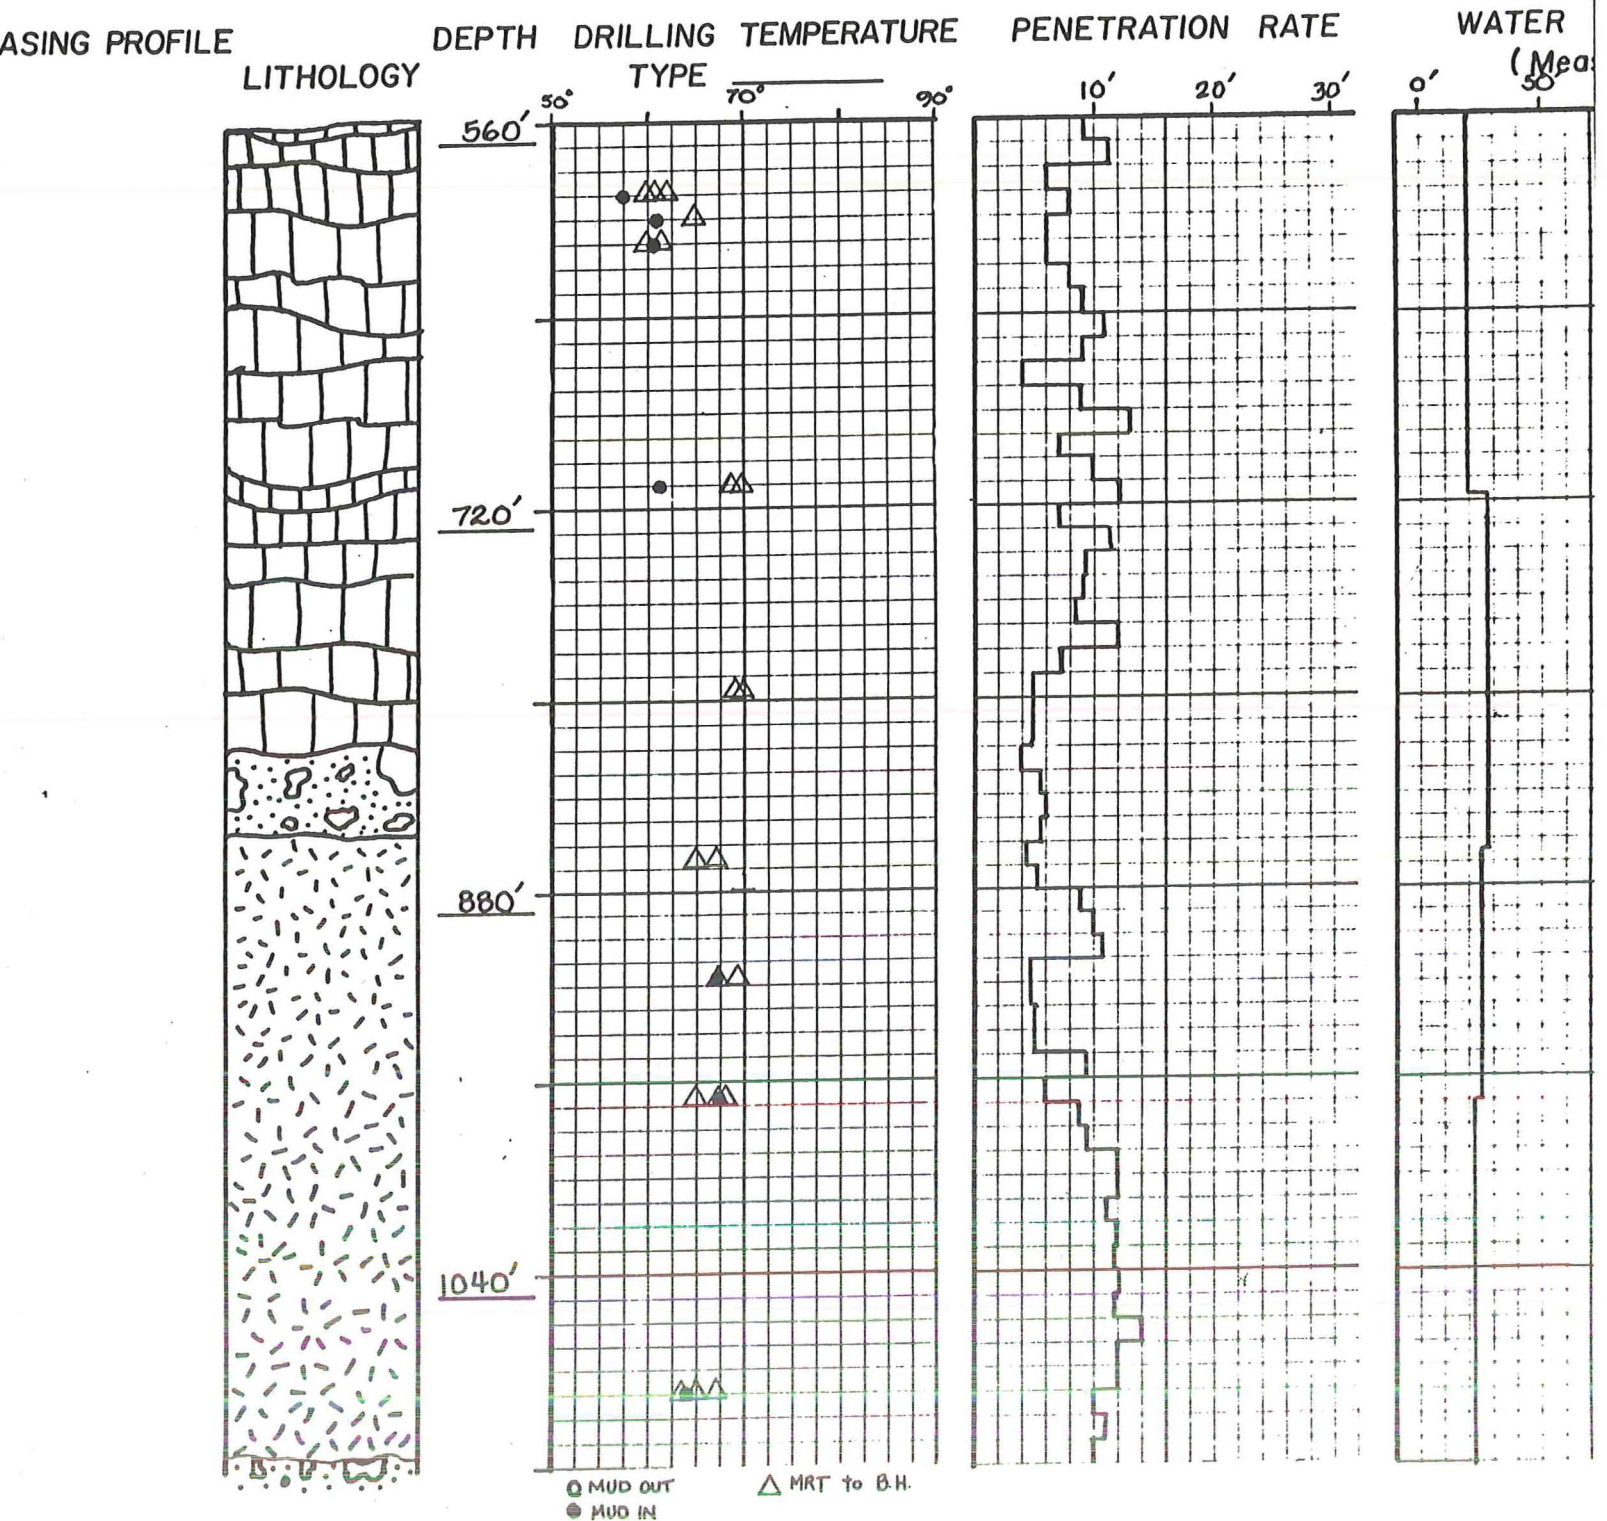 ASING PROFILE
LITHOLOGY
DEPTH
DRILLING TEMPERATURE
TYPE
PENETRATION RATE
WATER
(Meas
50° 70° 90°
10' 20' 30'
0' 50'
560'
720'
880'
1040'
O MUD OUT
● MUD IN
△ MRT to B.H.